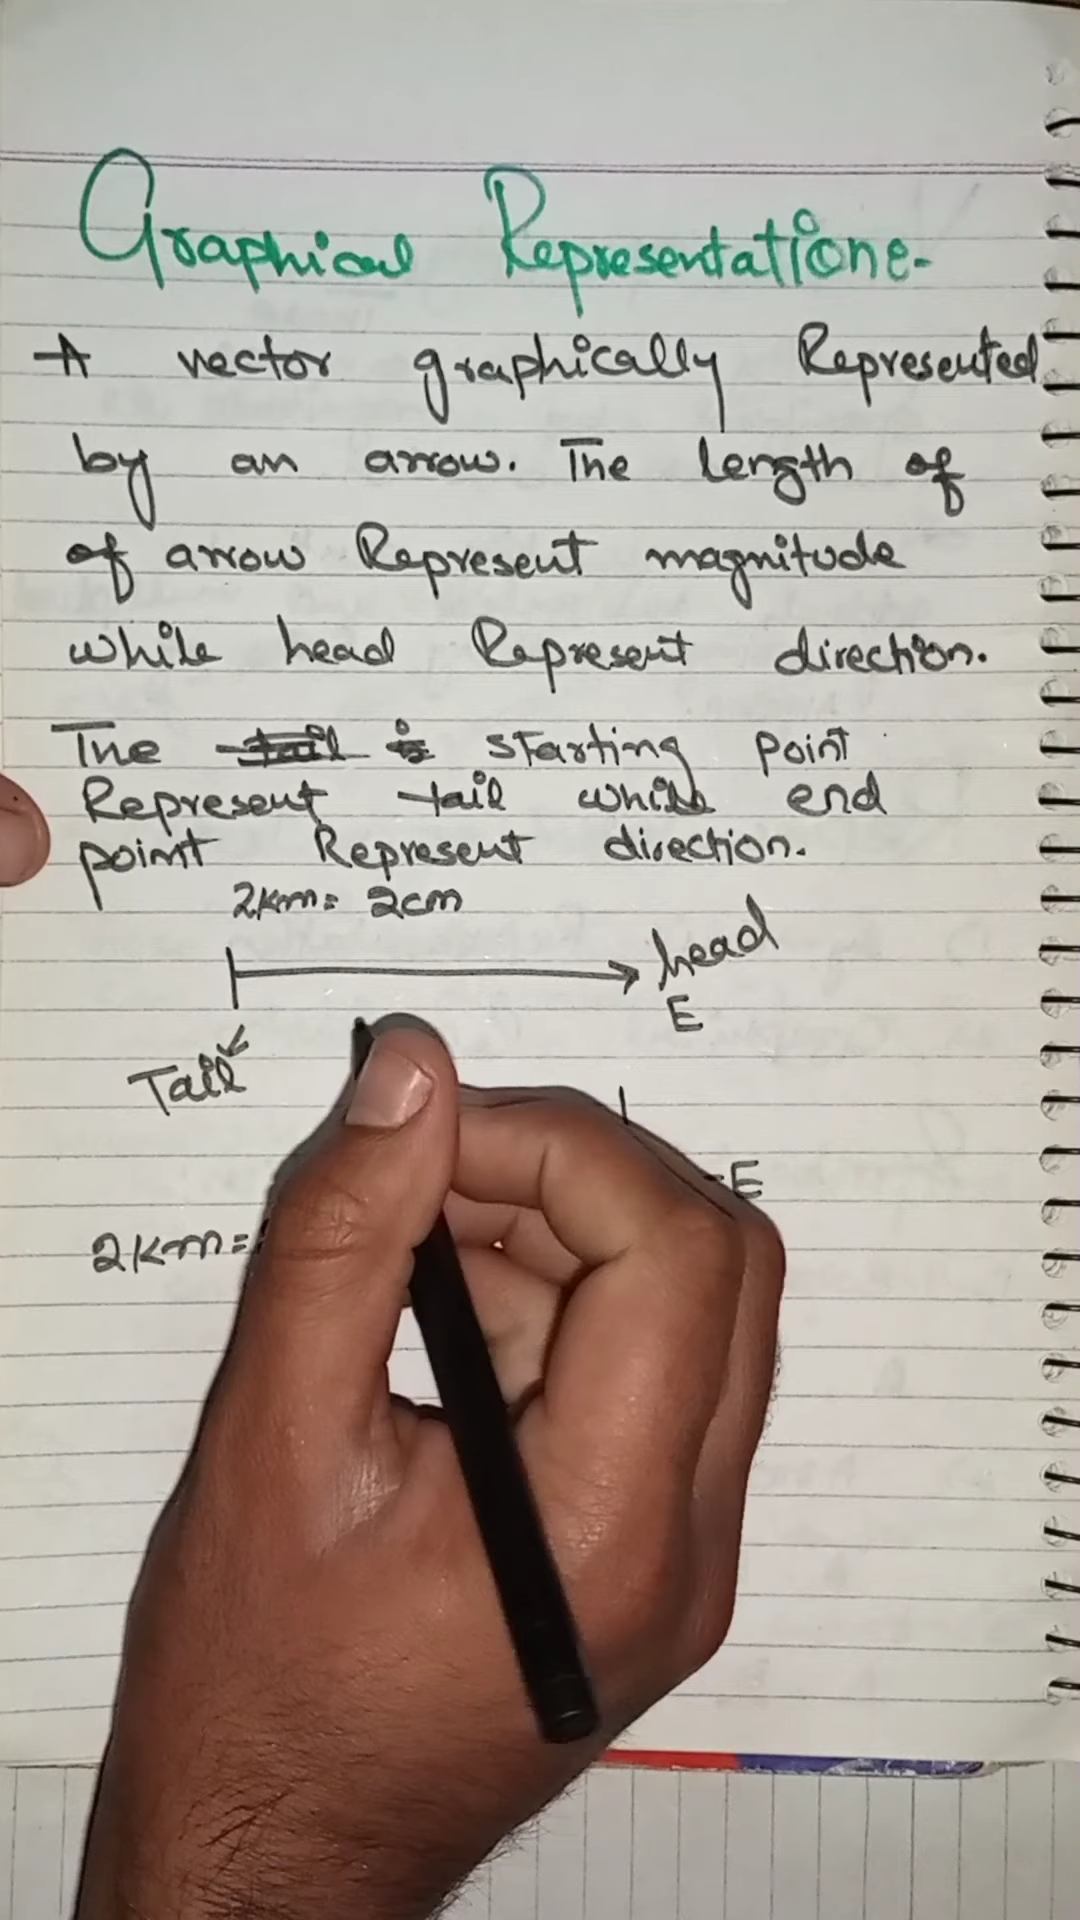 Graphical Representation:-
A vector graphically Represented
by an arrow. The length of
of arrow Represent magnitude
while head Represent direction.
The tail is starting point
Represent tail while end
point Represent direction.
2km = 2cm
head
E
Tail
E
2km =